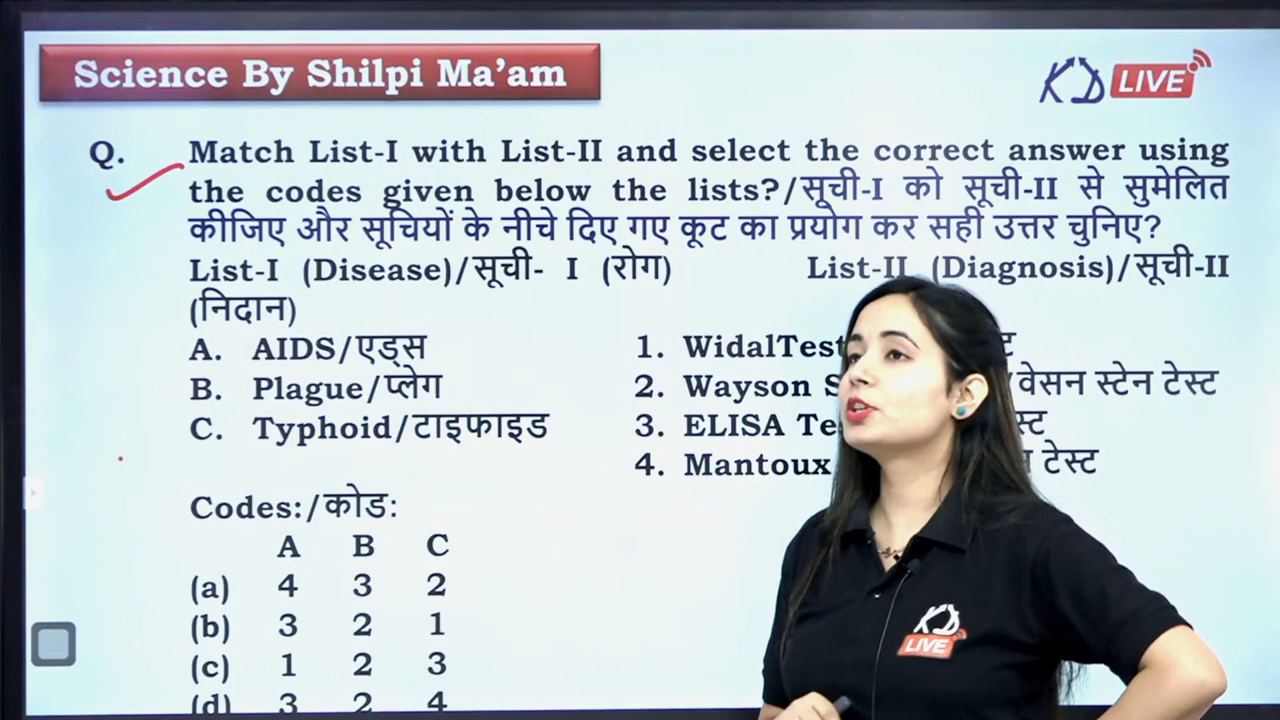 Science By Shilpi Ma'am
KD LIVE
Q. Match List-I with List-II and select the correct answer using
the codes given below the lists?/सूची-I को सूची-II से सुमेलित
कीजिए और सूचियों के नीचे दिए गए कूट का प्रयोग कर सही उत्तर चुनिए?
List-I (Disease)/सूची- I (रोग) List-II (Diagnosis)/सूची-II
(निदान)
A. AIDS/एड्स 1. WidalTest
B. Plague/प्लेग 2. Wayson /वेसन स्टेन टेस्ट
C. Typhoid/टाइफाइड 3. ELISA
4. Mantoux टेस्ट
Codes:/कोड:
A B C
(a) 4 3 2
(b) 3 2 1
(c) 1 2 3
(d) 3 2 4
KD
LIVE